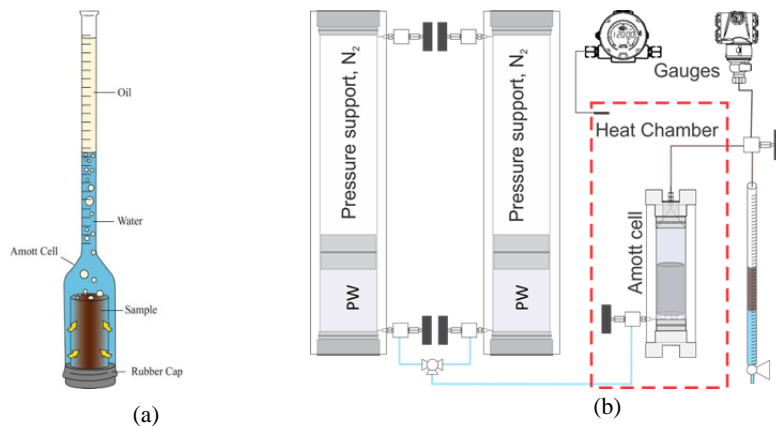 Oil
Water
Amott Cell
Sample
Rubber Cap
(a)
Pressure support, N₂
PW
Pressure support, N₂
PW
12000
Gauges
Heat Chamber
Amott cell
(b)